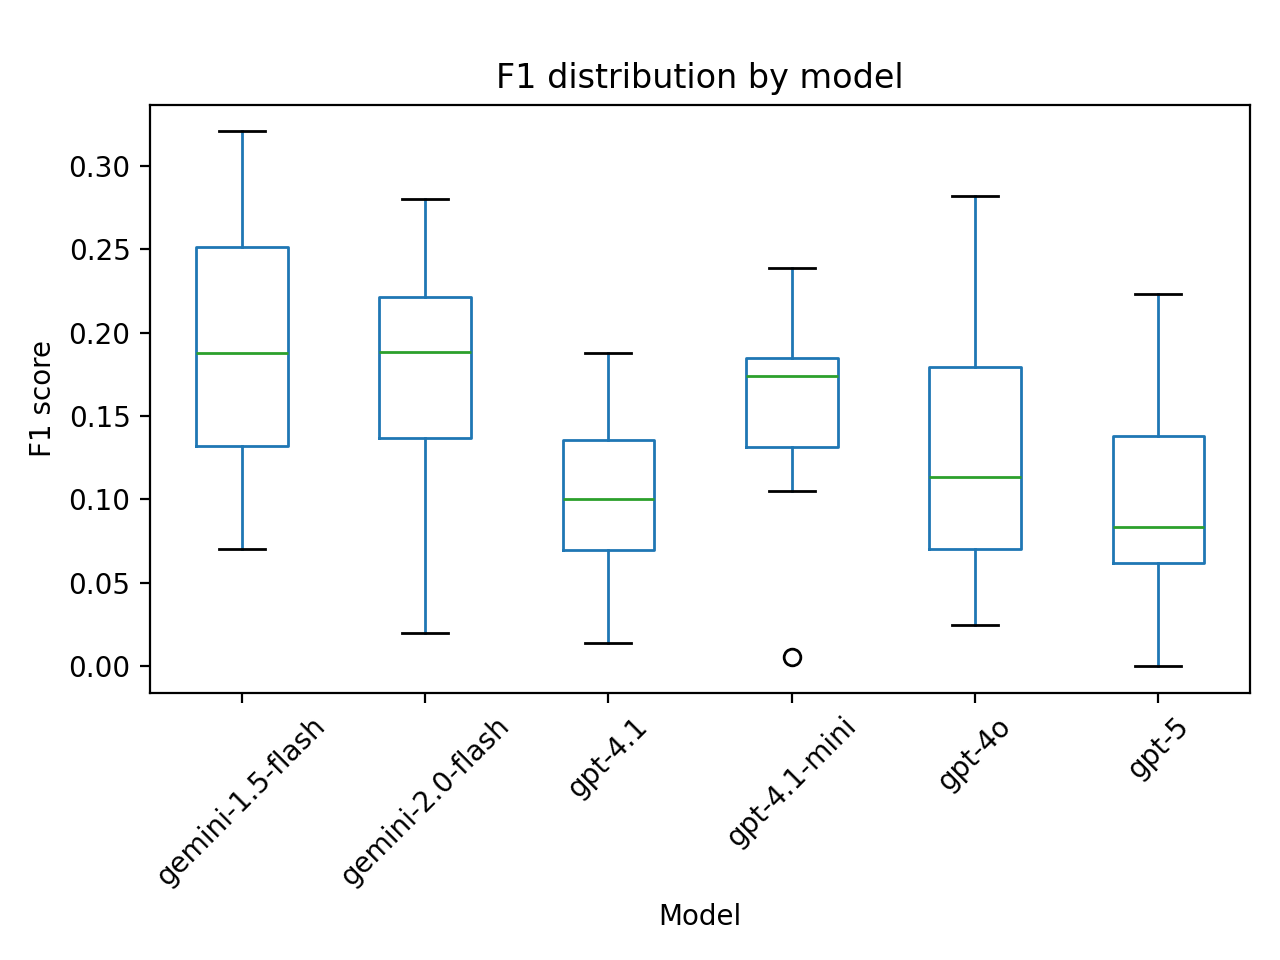 F1 distribution by model
F1 score
0.30
0.25
0.20
0.15
0.10
0.05
0.00
gemini-1.5-flash
gemini-2.0-flash
gpt-4.1
gpt-4.1-mini
gpt-4o
gpt-5
Model